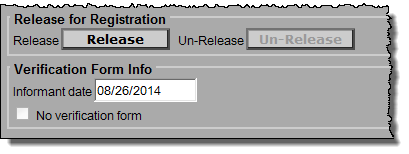 Release for Registration
Release Release Un-Release Un-Release
Verification Form Info
Informant date 08/26/2014
No verification form